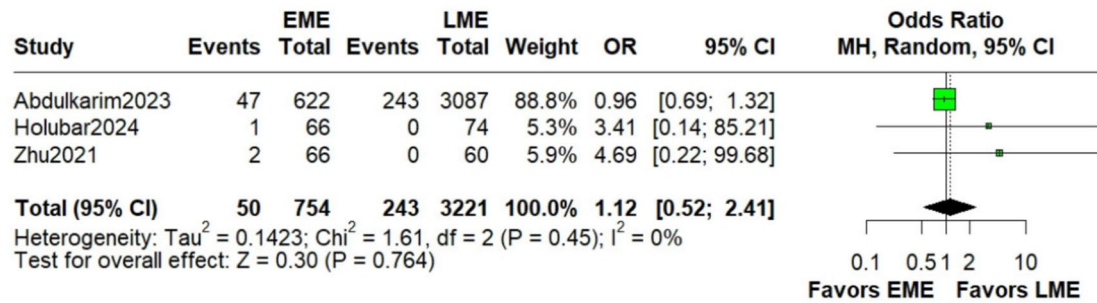 EME LME Odds Ratio
Study Events Total Events Total Weight OR 95% CI MH, Random, 95% CI
Abdulkarim2023 47 622 243 3087 88.8% 0.96 [0.69; 1.32]
Holubar2024 1 66 0 74 5.3% 3.41 [0.14; 85.21]
Zhu2021 2 66 0 60 5.9% 4.69 [0.22; 99.68]
Total (95% CI) 50 754 243 3221 100.0% 1.12 [0.52; 2.41]
Heterogeneity: Tau² = 0.1423; Chi² = 1.61, df = 2 (P = 0.45); I² = 0%
Test for overall effect: Z = 0.30 (P = 0.764)
0.1 0.5 1 2 10
Favors EME Favors LME